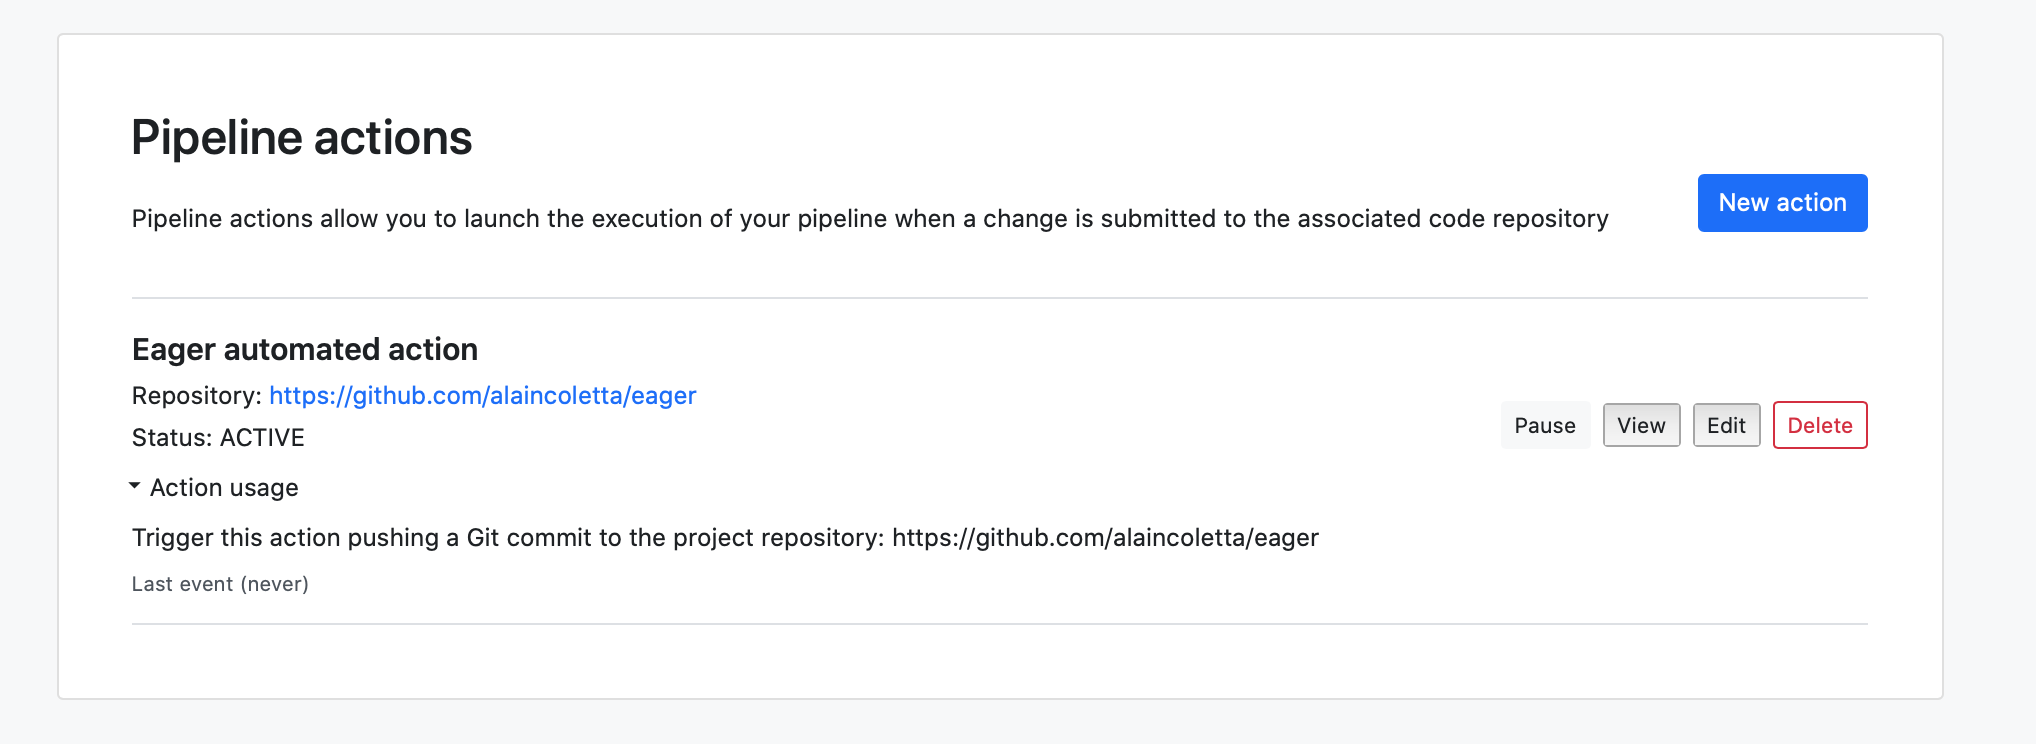 Pipeline actions
Pipeline actions allow you to launch the execution of your pipeline when a change is submitted to the associated code repository
New action
Eager automated action
Repository: https://github.com/alaincoletta/eager
Status: ACTIVE
Pause View Edit Delete
Action usage
Trigger this action pushing a Git commit to the project repository: https://github.com/alaincoletta/eager
Last event (never)